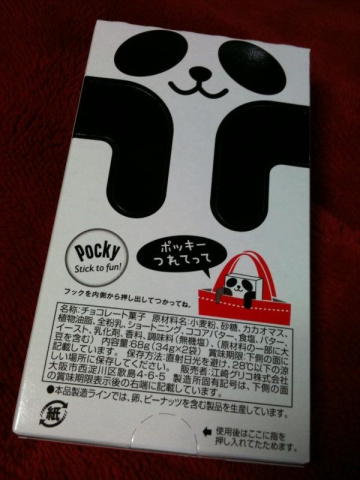 Pocky
Stick to fun!
ポッキー
つれてって
フックを内側から押し出してつかってね。
名称:チョコレート菓子 原材料名:小麦粉、砂糖、カカオマス、
植物油脂、全粉乳、ショートニング、ココアバター、食塩、バター、
イースト、乳化剤、香料、調味料(無機塩)、(原材料の一部に大
豆を含む) 内容量:66g(4g×2袋) 賞味期限:下側の面に
記載しています。 保存方法:直射日光を避け、28℃以下の涼
しい場所に保存してください。 販売者:江崎グリコ株式会社
大阪市西淀川区歌島4-6-5 製造所固有記号は、下側の面
の賞味期限表示後の右端に記載しています。
●本品製造ラインでは、卵、ピーナッツを含む製品を生産しています。
紙
使用後はここに指を
押し入れてたためます。